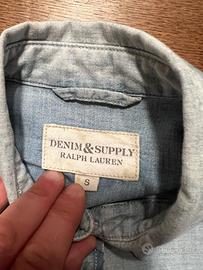 DENIM & SUPPLY
RALPH LAUREN
S